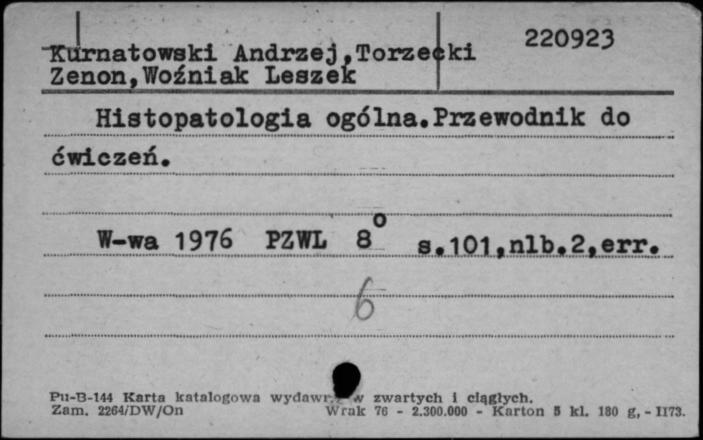 220923
Kurnatowski Andrzej,Torzecki
Zenon,Woźniak Leszek
Histopatologia ogólna.Przewodnik do
ćwiczeń.
W-wa 1976 PZWL 8° s.101,nlb.2,err.
6
Pu-B-144 Karta katalogowa wydawn. zwartych i ciągłych.
Zam. 2264/DW/On Wrak 76 - 2.300.000 - Karton 5 kl. 180 g, - II73.